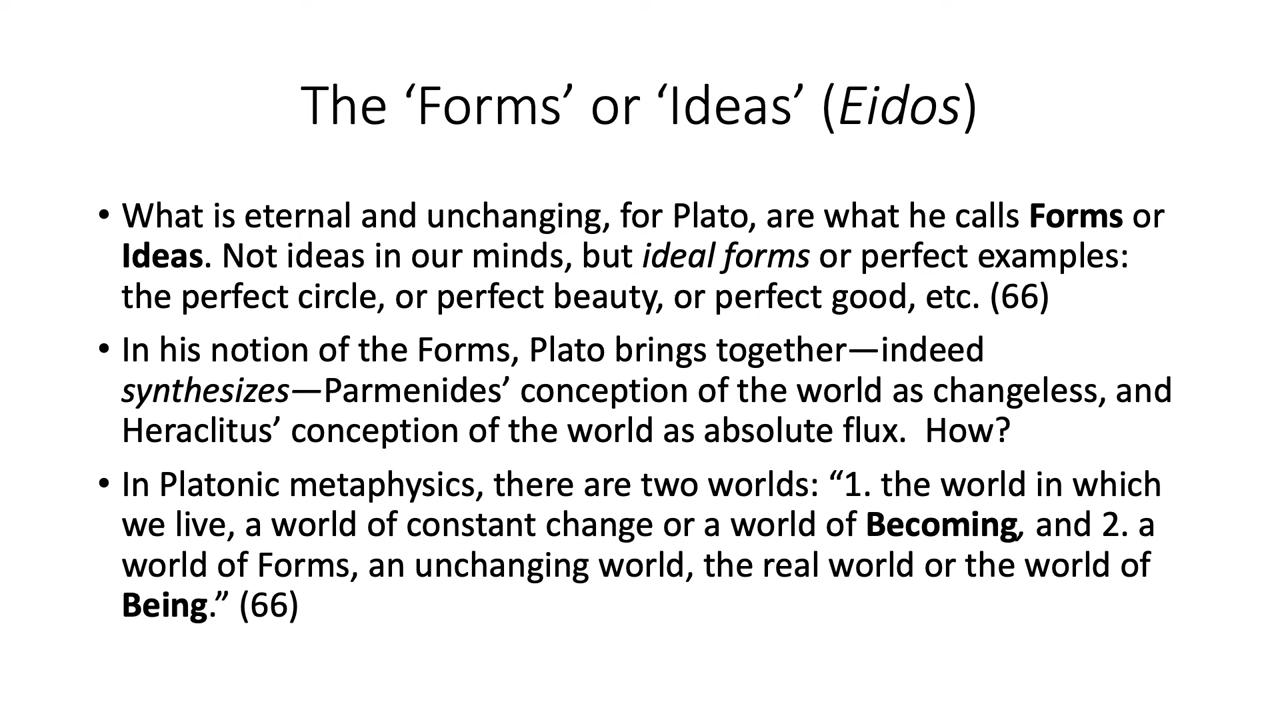 The ‘Forms’ or ‘Ideas’ (Eidos)
• What is eternal and unchanging, for Plato, are what he calls Forms or
Ideas. Not ideas in our minds, but ideal forms or perfect examples:
the perfect circle, or perfect beauty, or perfect good, etc. (66)
• In his notion of the Forms, Plato brings together—indeed
synthesizes—Parmenides’ conception of the world as changeless, and
Heraclitus’ conception of the world as absolute flux.  How?
• In Platonic metaphysics, there are two worlds: “1. the world in which
we live, a world of constant change or a world of Becoming, and 2. a
world of Forms, an unchanging world, the real world or the world of
Being.” (66)